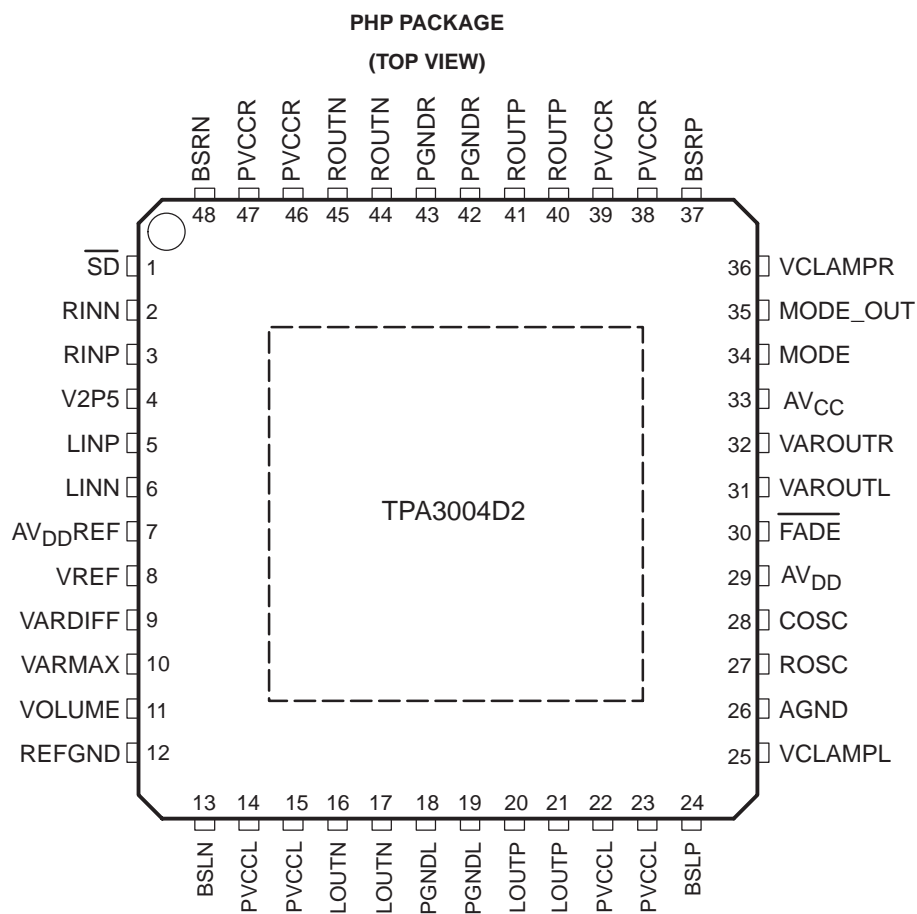 PHP PACKAGE
(TOP VIEW)
BSRN
PVCCR
PVCCR
ROUTN
ROUTN
PGNDR
PGNDR
ROUTP
ROUTP
PVCCR
PVCCR
BSRP
48 47 46 45 44 43 42 41 40 39 38 37
SD 1
RINN 2
RINP 3
V2P5 4
LINP 5
LINN 6
AVDDREF 7
VREF 8
VARDIFF 9
VARMAX 10
VOLUME 11
REFGND 12
TPA3004D2
36 VCLAMPR
35 MODE_OUT
34 MODE
33 AVCC
32 VAROUTR
31 VAROUTL
30 FADE
29 AVDD
28 COSC
27 ROSC
26 AGND
25 VCLAMPL
13 14 15 16 17 18 19 20 21 22 23 24
BSLN
PVCCL
PVCCL
LOUTN
LOUTN
PGNDL
PGNDL
LOUTP
LOUTP
PVCCL
PVCCL
BSLP